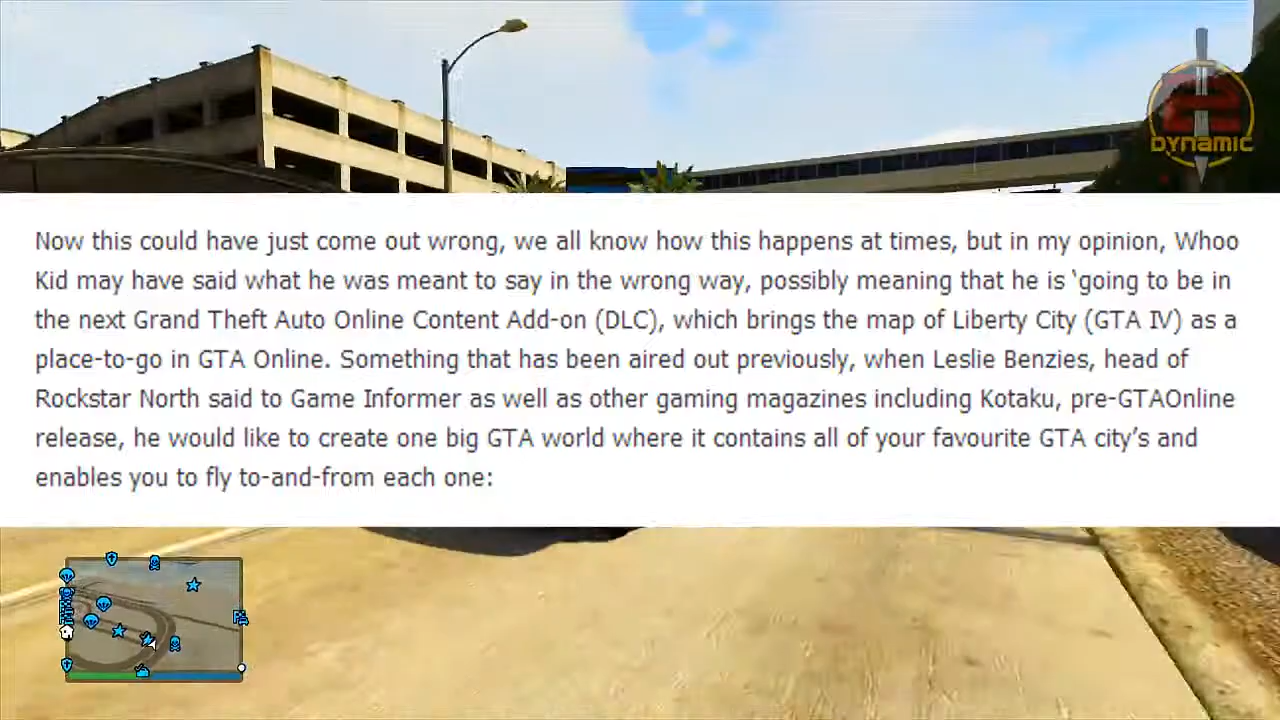 2
DYNAMIC
Now this could have just come out wrong, we all know how this happens at times, but in my opinion, Whoo
Kid may have said what he was meant to say in the wrong way, possibly meaning that he is ‘going to be in
the next Grand Theft Auto Online Content Add-on (DLC), which brings the map of Liberty City (GTA IV) as a
place-to-go in GTA Online. Something that has been aired out previously, when Leslie Benzies, head of
Rockstar North said to Game Informer as well as other gaming magazines including Kotaku, pre-GTAOnline
release, he would like to create one big GTA world where it contains all of your favourite GTA city’s and
enables you to fly to-and-from each one: